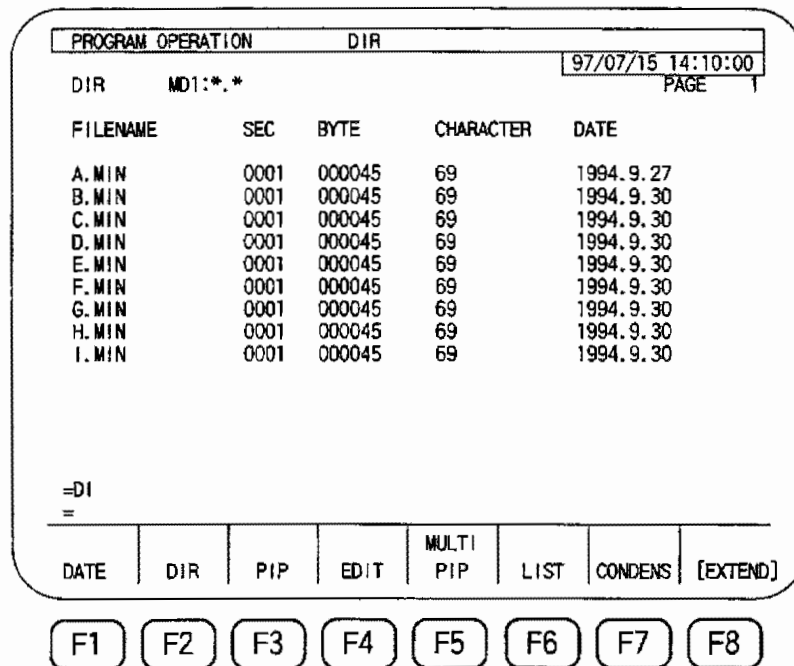 PROGRAM OPERATION DIR
97/07/15 14:10:00
DIR MD1:*.* PAGE 1
FILENAME SEC BYTE CHARACTER DATE
A.MIN 0001 000045 69 1994.9.27
B.MIN 0001 000045 69 1994.9.30
C.MIN 0001 000045 69 1994.9.30
D.MIN 0001 000045 69 1994.9.30
E.MIN 0001 000045 69 1994.9.30
F.MIN 0001 000045 69 1994.9.30
G.MIN 0001 000045 69 1994.9.30
H.MIN 0001 000045 69 1994.9.30
I.MIN 0001 000045 69 1994.9.30
=DI
=
DATE DIR PIP EDIT MULTI PIP LIST CONDENS [EXTEND]
F1 F2 F3 F4 F5 F6 F7 F8